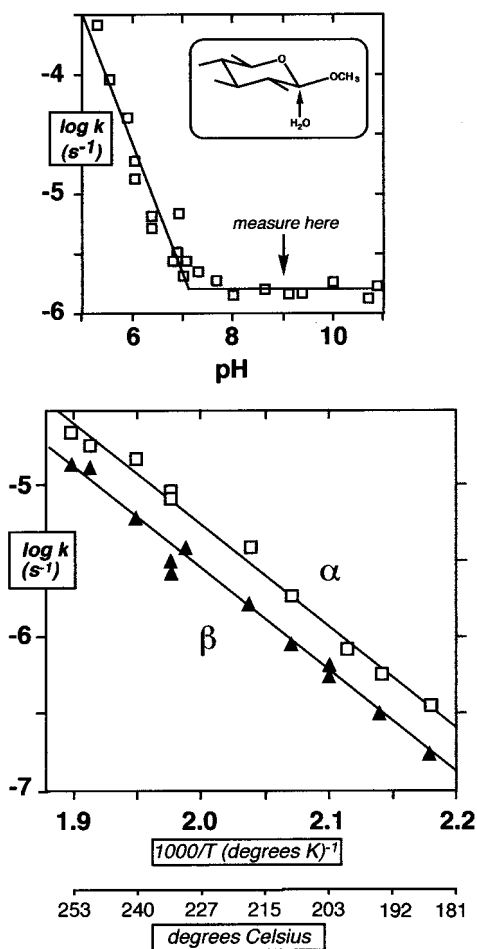 -4
-5
-6
log k
(s⁻¹)
O
OCH₃
H₂O
measure here
6 8 10
pH
-5
-6
-7
log k
(s⁻¹)
α
β
1.9 2.0 2.1 2.2
1000/T (degrees K)⁻¹
253 240 227 215 203 192 181
degrees Celsius